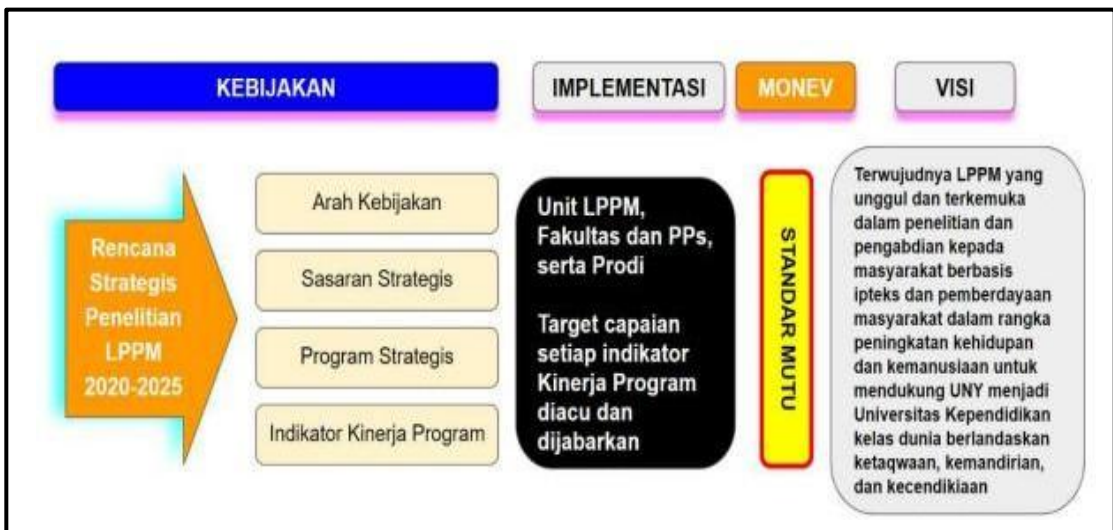 KEBIJAKAN
IMPLEMENTASI
MONEV
VISI
Rencana
Strategis
Penelitian
LPPM
2020-2025
Arah Kebijakan
Sasaran Strategis
Program Strategis
Indikator Kinerja Program
Unit LPPM,
Fakultas dan PPs,
serta Prodi
Target capaian
setiap indikator
Kinerja Program
diacu dan
dijabarkan
STANDAR MUTU
Terwujudnya LPPM yang
unggul dan terkemuka
dalam penelitian dan
pengabdian kepada
masyarakat berbasis
ipteks dan pemberdayaan
masyarakat dalam rangka
peningkatan kehidupan
dan kemanusiaan untuk
mendukung UNY menjadi
Universitas Kependidikan
kelas dunia berlandaskan
ketaqwaan, kemandirian,
dan kecendikiaan